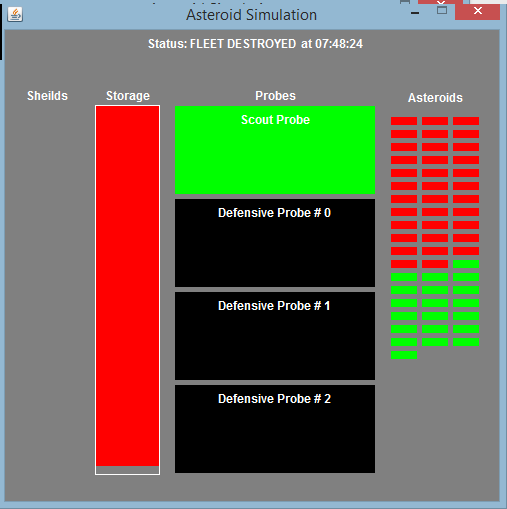 Asteroid Simulation
Status: FLEET DESTROYED at 07:48:24
Sheilds
Storage
Probes
Asteroids
Scout Probe
Defensive Probe # 0
Defensive Probe # 1
Defensive Probe # 2